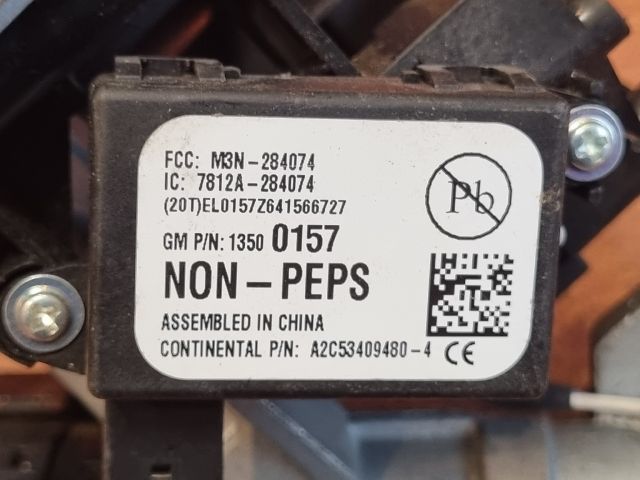 FCC: M3N-284074
IC: 7812A-284074
(20T)EL0157Z641566727
Pb
GM P/N: 1350 0157
NON-PEPS
ASSEMBLED IN CHINA
CONTINENTAL P/N: A2C53409480-4 CE